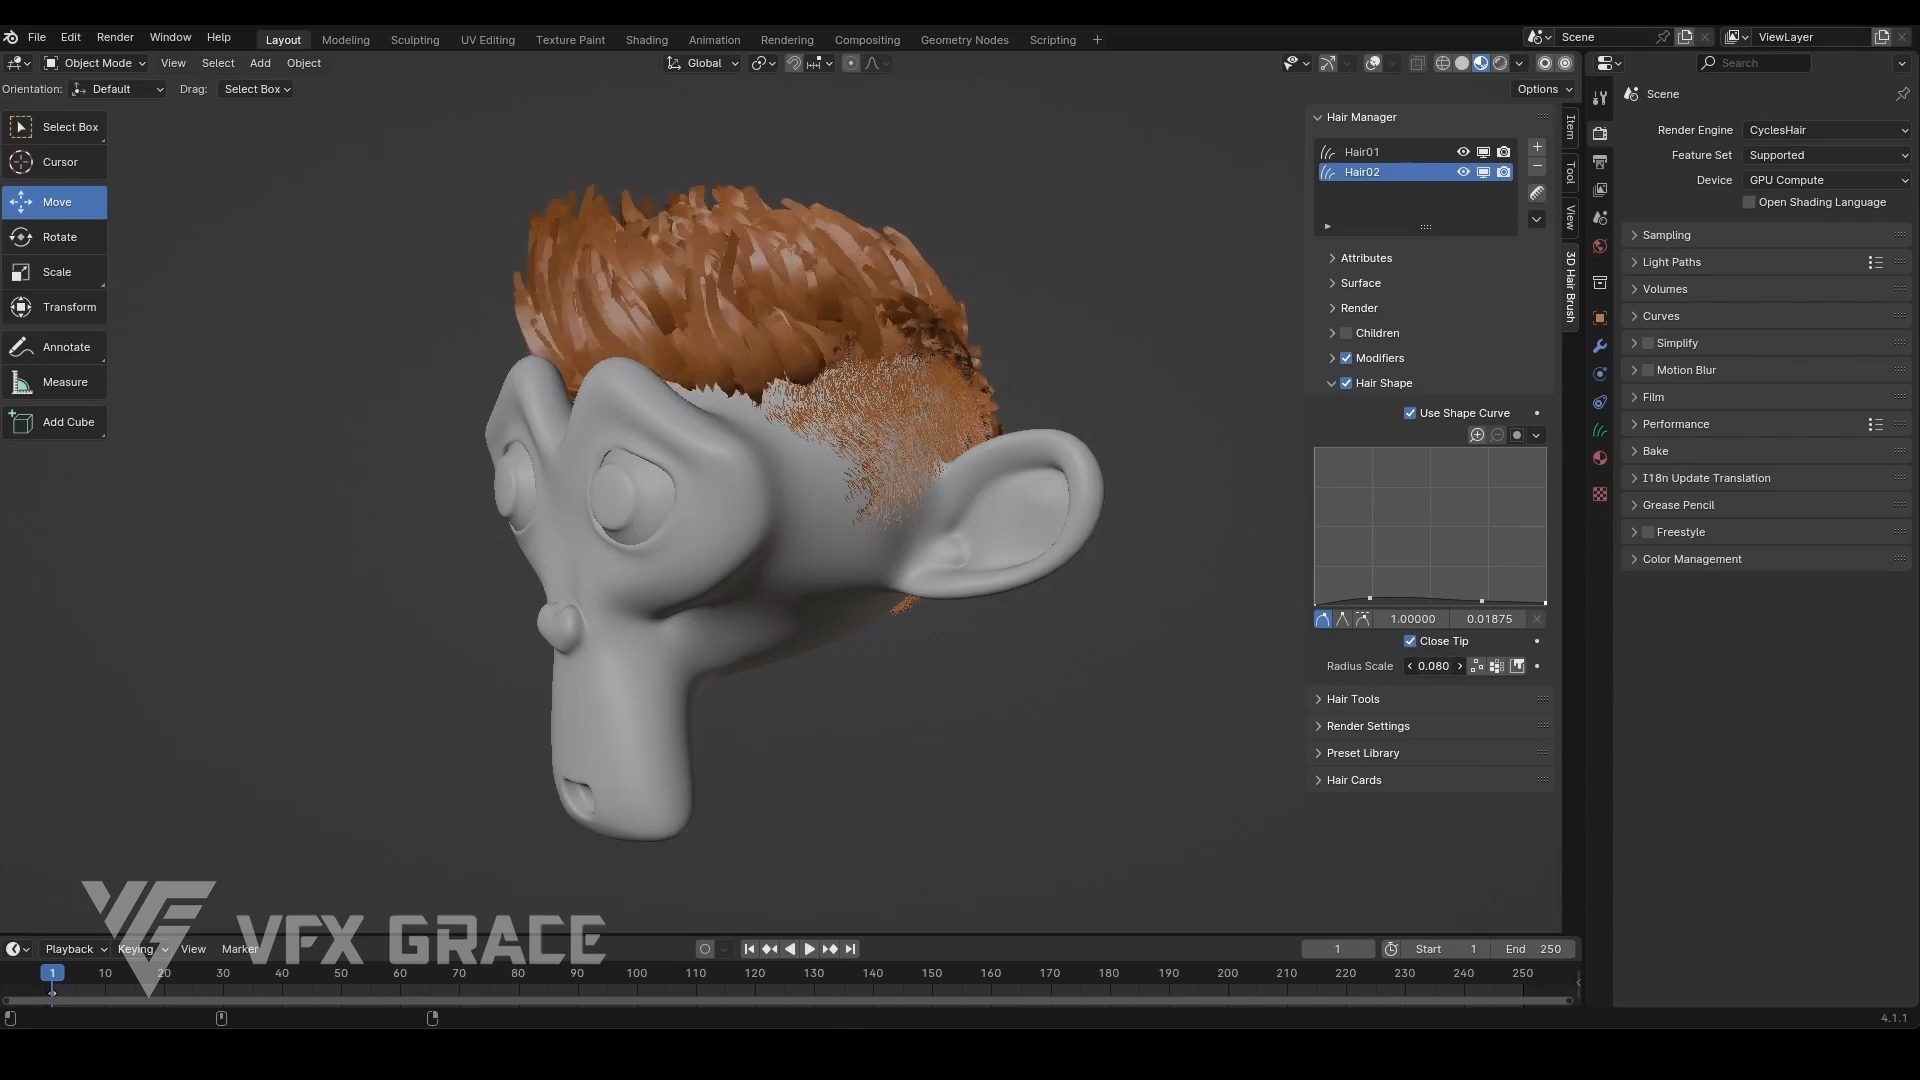 File Edit Render Window Help Layout Modeling Sculpting UV Editing Texture Paint Shading Animation Rendering Compositing Geometry Nodes Scripting + Scene ViewLayer
Object Mode View Select Add Object Global Search
Orientation: Default Drag: Select Box Options
Scene
Hair Manager
Select Box
Cursor
Move
Rotate
Scale
Transform
Annotate
Measure
Add Cube
Hair01
Hair02
Attributes
Surface
Render
Children
Modifiers
Hair Shape
Use Shape Curve
1.00000 0.01875
Close Tip
Radius Scale 0.080
Hair Tools
Render Settings
Preset Library
Hair Cards
Item
Tool
View
3D Hair Brush
Render Engine CyclesHair
Feature Set Supported
Device GPU Compute
Open Shading Language
Sampling
Light Paths
Volumes
Curves
Simplify
Motion Blur
Film
Performance
Bake
I18n Update Translation
Grease Pencil
Freestyle
Color Management
VFX GRACE
Playback Keying View Marker 1 Start 1 End 250
1 10 20 30 40 50 60 70 80 90 100 110 120 130 140 150 160 170 180 190 200 210 220 230 240 250
4.1.1